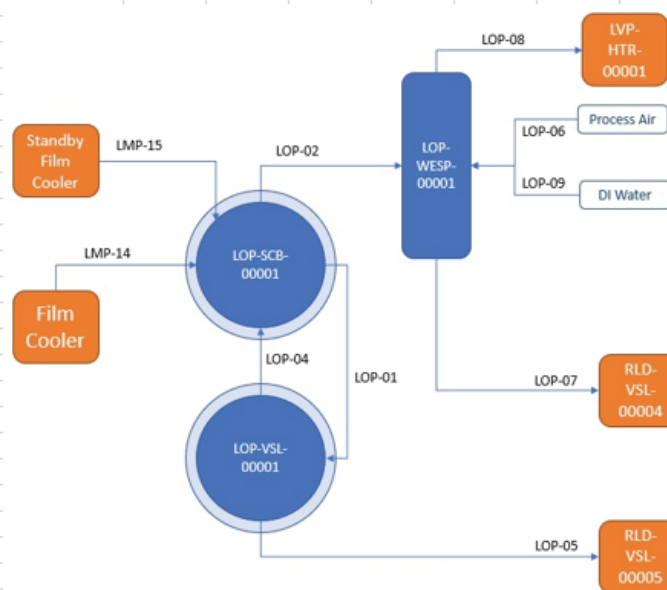 LVP-
HTR-
00001
LOP-08
Process Air
LOP-06
Standby
Film
Cooler
LMP-15
LOP-02
LOP-
WESP-
00001
LOP-09
DI Water
LMP-14
LOP-SCB-
00001
Film
Cooler
LOP-04
LOP-01
LOP-07
RLD-
VSL-
00004
LOP-VSL-
00001
LOP-05
RLD-
VSL-
00005